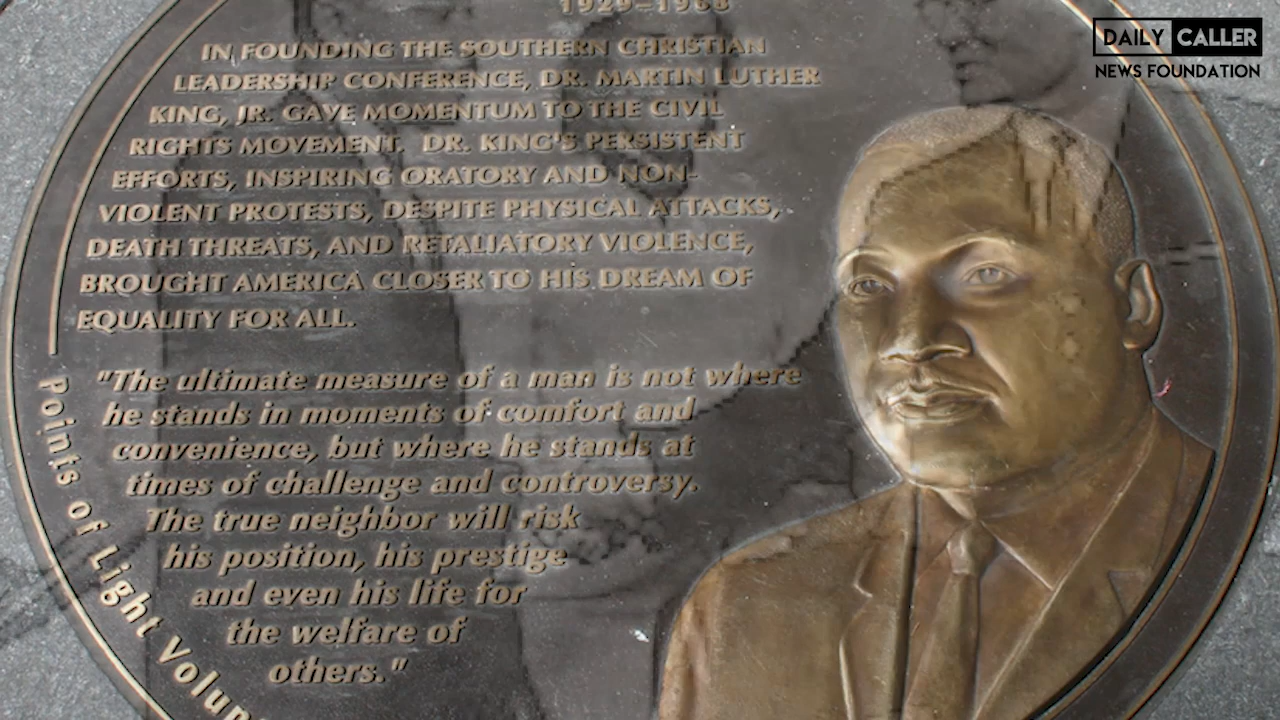 1929–1968
IN FOUNDING THE SOUTHERN CHRISTIAN
LEADERSHIP CONFERENCE, DR. MARTIN LUTHER
KING, JR. GAVE MOMENTUM TO THE CIVIL
RIGHTS MOVEMENT. DR. KING'S PERSISTENT
EFFORTS, INSPIRING ORATORY AND NON-
VIOLENT PROTESTS, DESPITE PHYSICAL ATTACKS,
DEATH THREATS, AND RETALIATORY VIOLENCE,
BROUGHT AMERICA CLOSER TO HIS DREAM OF
EQUALITY FOR ALL.
"The ultimate measure of a man is not where
he stands in moments of comfort and
convenience, but where he stands at
times of challenge and controversy.
The true neighbor will risk
his position, his prestige
and even his life for
the welfare of
others."
Points of Light Volun
DAILY CALLER
NEWS FOUNDATION